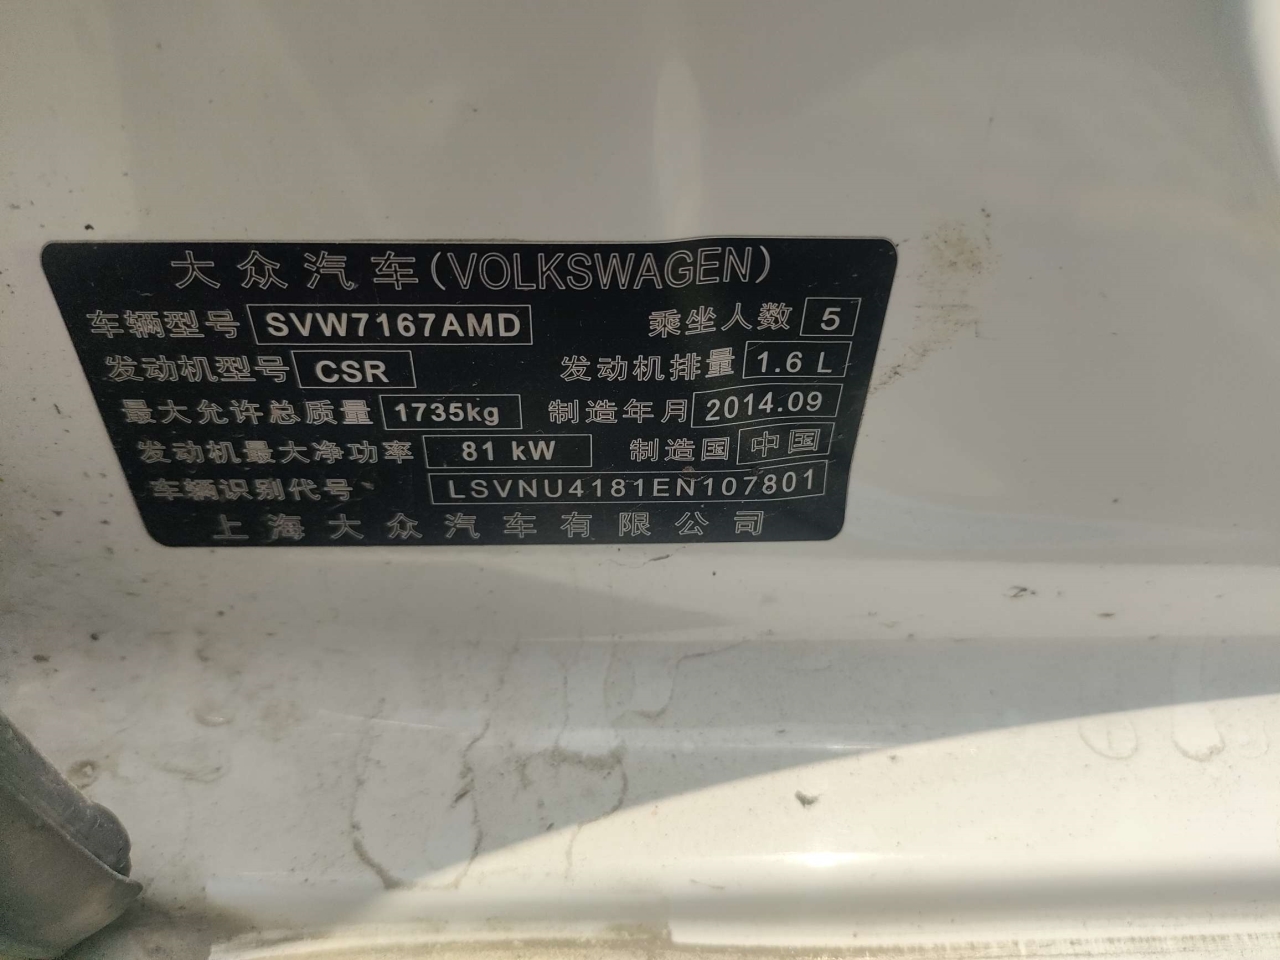 大众汽车(VOLKSWAGEN)
车辆型号 SVW7167AMD 乘坐人数 5
发动机型号 CSR 发动机排量 1.6 L
最大允许总质量 1735kg 制造年月 2014.09
发动机最大净功率 81 kW 制造国 中国
车辆识别代号 LSVNU4181EN107801
上海大众汽车有限公司